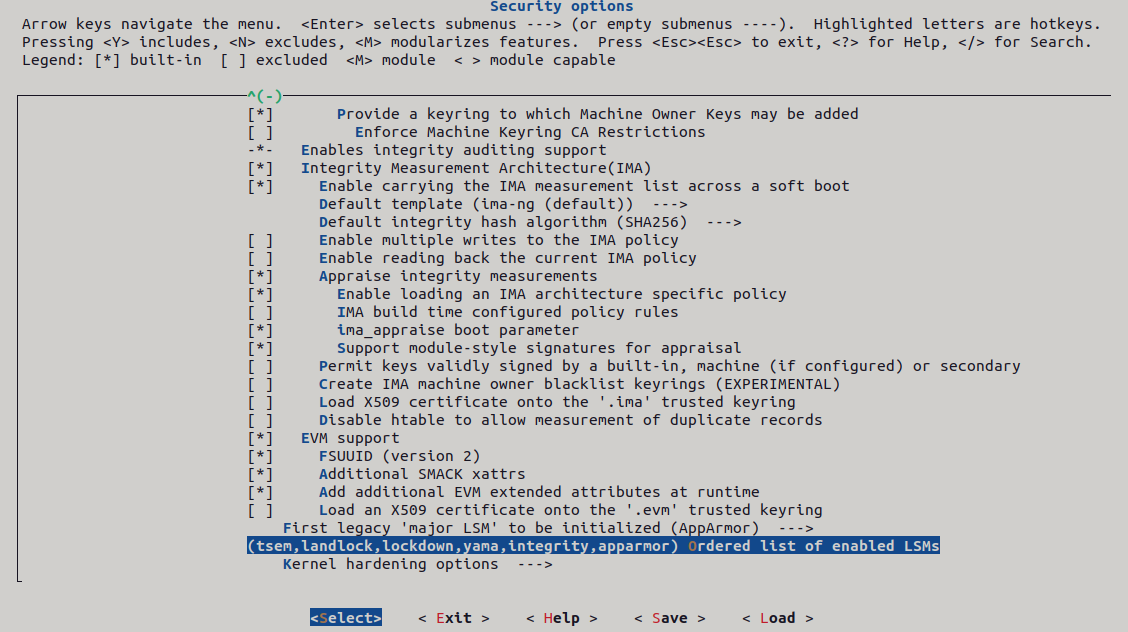 Security options
Arrow keys navigate the menu.  <Enter> selects submenus ---> (or empty submenus ----).  Highlighted letters are hotkeys.
Pressing <Y> includes, <N> excludes, <M> modularizes features.  Press <Esc><Esc> to exit, <?> for Help, </> for Search.
Legend: [*] built-in  [ ] excluded  <M> module  < > module capable
^(-)
[*]       Provide a keyring to which Machine Owner Keys may be added
[ ]         Enforce Machine Keyring CA Restrictions
-*-   Enables integrity auditing support
[*]   Integrity Measurement Architecture(IMA)
[*]     Enable carrying the IMA measurement list across a soft boot
Default template (ima-ng (default))  --->
Default integrity hash algorithm (SHA256)  --->
[ ]     Enable multiple writes to the IMA policy
[ ]     Enable reading back the current IMA policy
[*]     Appraise integrity measurements
[*]       Enable loading an IMA architecture specific policy
[ ]       IMA build time configured policy rules
[*]       ima_appraise boot parameter
[*]       Support module-style signatures for appraisal
[ ]     Permit keys validly signed by a built-in, machine (if configured) or secondary
[ ]     Create IMA machine owner blacklist keyrings (EXPERIMENTAL)
[ ]     Load X509 certificate onto the '.ima' trusted keyring
[ ]     Disable htable to allow measurement of duplicate records
[*]   EVM support
[*]     FSUUID (version 2)
[*]     Additional SMACK xattrs
[*]     Add additional EVM extended attributes at runtime
[ ]     Load an X509 certificate onto the '.evm' trusted keyring
First legacy 'major LSM' to be initialized (AppArmor)  --->
(tsem,landlock,lockdown,yama,integrity,apparmor) Ordered list of enabled LSMs
Kernel hardening options  --->
<Select>    < Exit >    < Help >    < Save >    < Load >